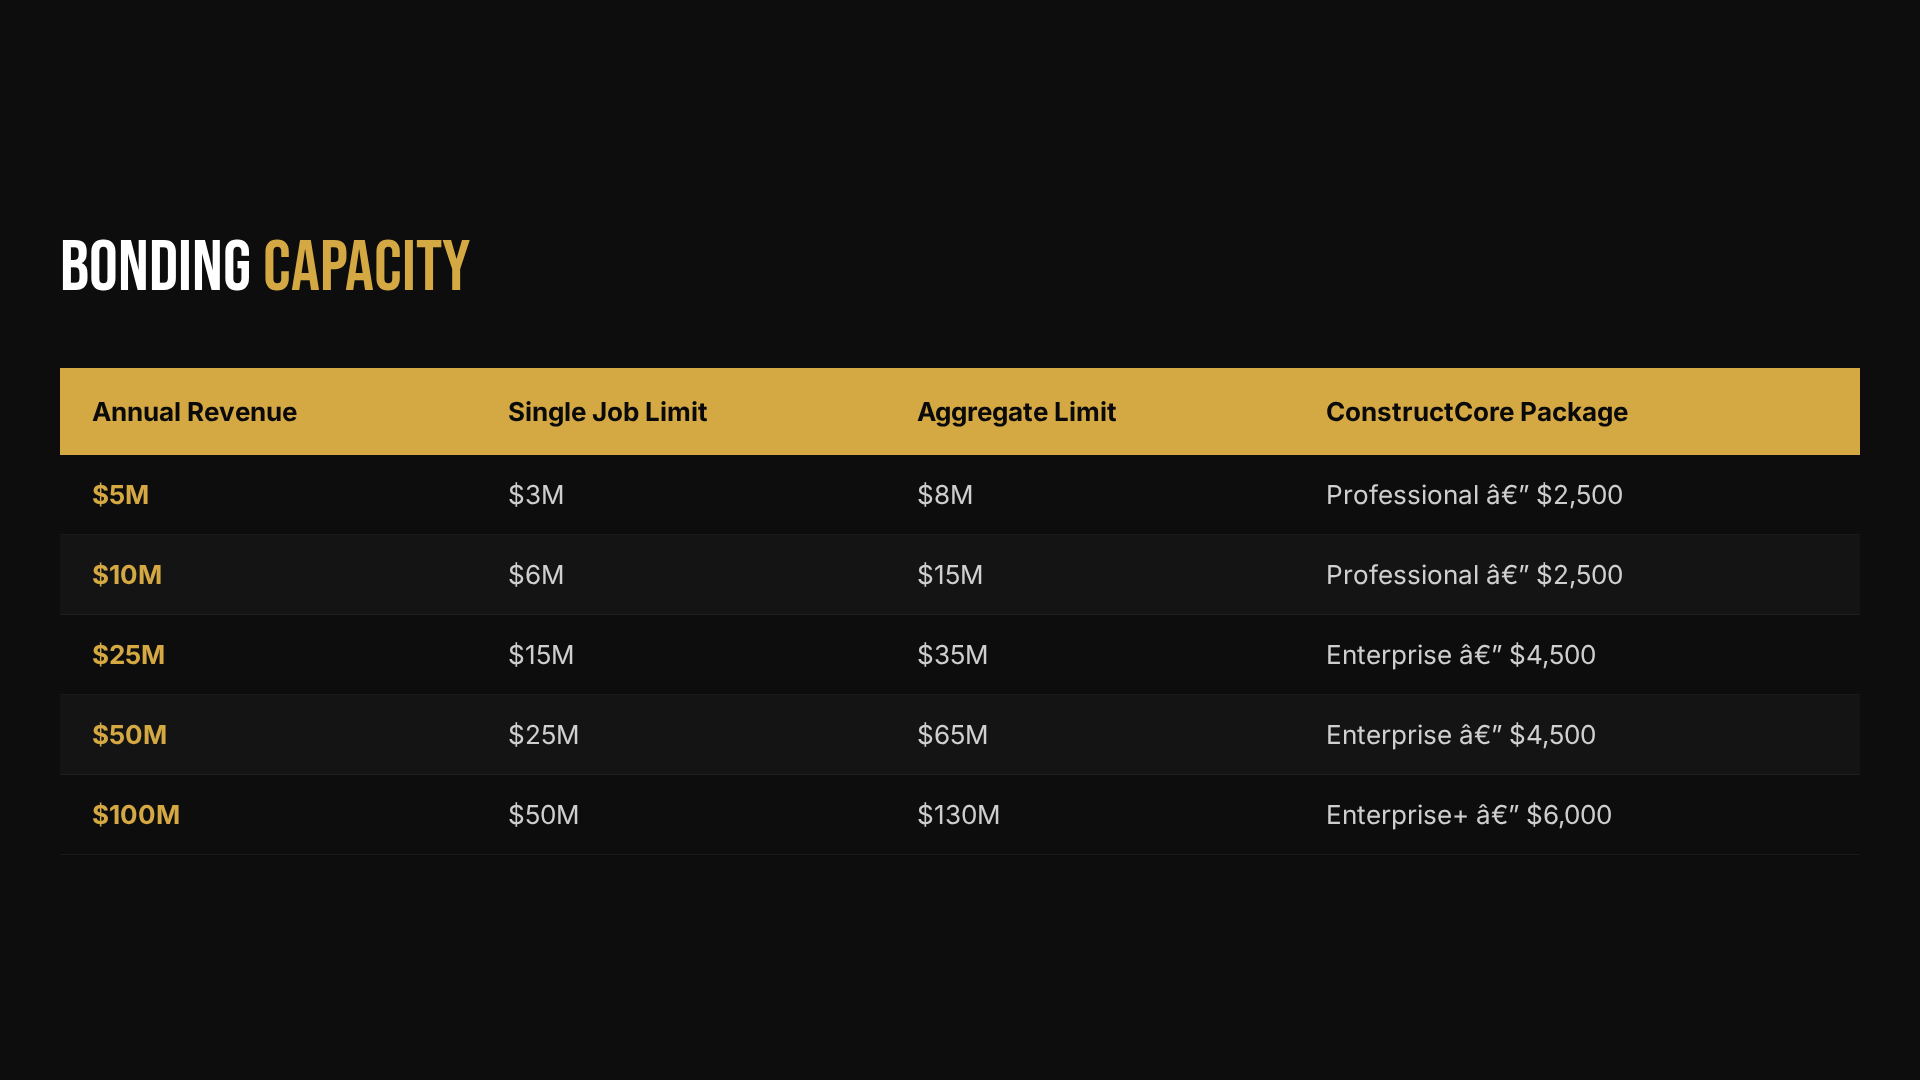 BONDING CAPACITY
Annual Revenue Single Job Limit Aggregate Limit ConstructCore Package
$5M $3M $8M Professional â€” $2,500
$10M $6M $15M Professional â€” $2,500
$25M $15M $35M Enterprise â€” $4,500
$50M $25M $65M Enterprise â€” $4,500
$100M $50M $130M Enterprise+ â€” $6,000